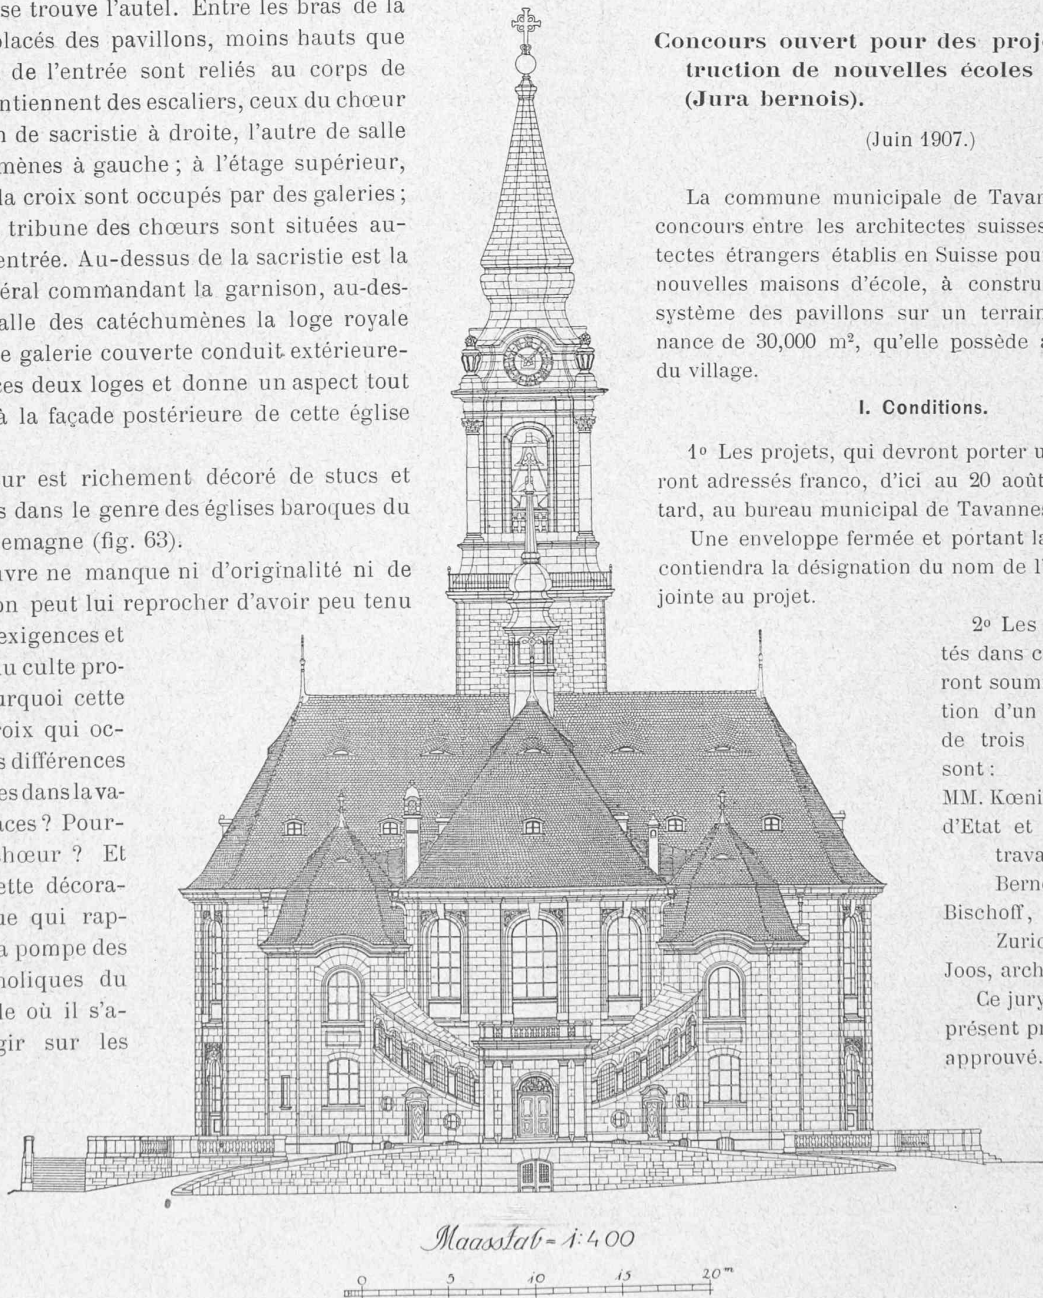 se trouve l'autel. Entre les bras de la
placés des pavillons, moins hauts que
de l'entrée sont reliés au corps de
ntiennent des escaliers, ceux du chœur
n de sacristie à droite, l'autre de salle
mènes à gauche ; à l'étage supérieur,
la croix sont occupés par des galeries ;
tribune des chœurs sont situées au-
entrée. Au-dessus de la sacristie est la
éral commandant la garnison, au-des-
alle des catéchumènes la loge royale
e galerie couverte conduit extérieure-
ces deux loges et donne un aspect tout
à la façade postérieure de cette église
ur est richement décoré de stucs et
s dans le genre des églises baroques du
lemagne (fig. 63).
uvre ne manque ni d'originalité ni de
on peut lui reprocher d'avoir peu tenu
exigences et
au culte pro-
ourquoi cette
roix qui oc-
s différences
es dans la va-
aces ? Pour-
chœur ? Et
ette décora-
ue qui rap-
a pompe des
holiques du
le où il s'a-
gir sur les
Maasstab = 1:400
0 5 10 15 20 m
Concours ouvert pour des proje
truction de nouvelles écoles
(Jura bernois).
(Juin 1907.)
La commune municipale de Tavan
concours entre les architectes suisses
tectes étrangers établis en Suisse pour
nouvelles maisons d'école, à constru
système des pavillons sur un terrain
nance de 30,000 m², qu'elle possède a
du village.
I. Conditions.
1º Les projets, qui devront porter u
ront adressés franco, d'ici au 20 août
tard, au bureau municipal de Tavannes
Une enveloppe fermée et portant la
contiendra la désignation du nom de l'
jointe au projet.
2º Les
tés dans c
ront soum
tion d'un
de trois
sont :
MM. Kœni
d'Etat et
trava
Berne
Bischoff,
Zuric
Joos, arch
Ce jury
présent pr
approuvé.